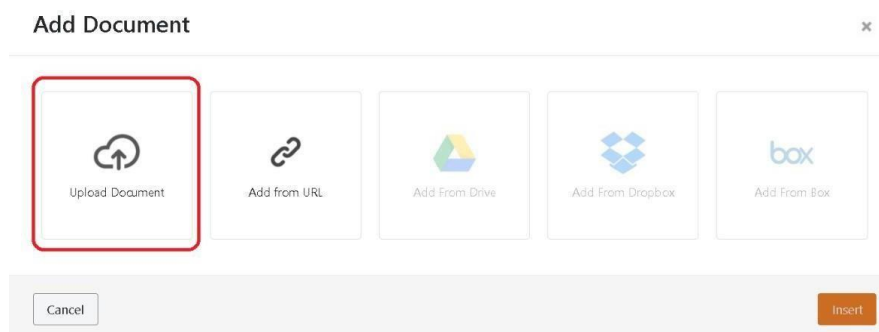 Add Document
×
Upload Document
Add from URL
Add From Drive
Add From Dropbox
box
Add From Box
Cancel
Insert